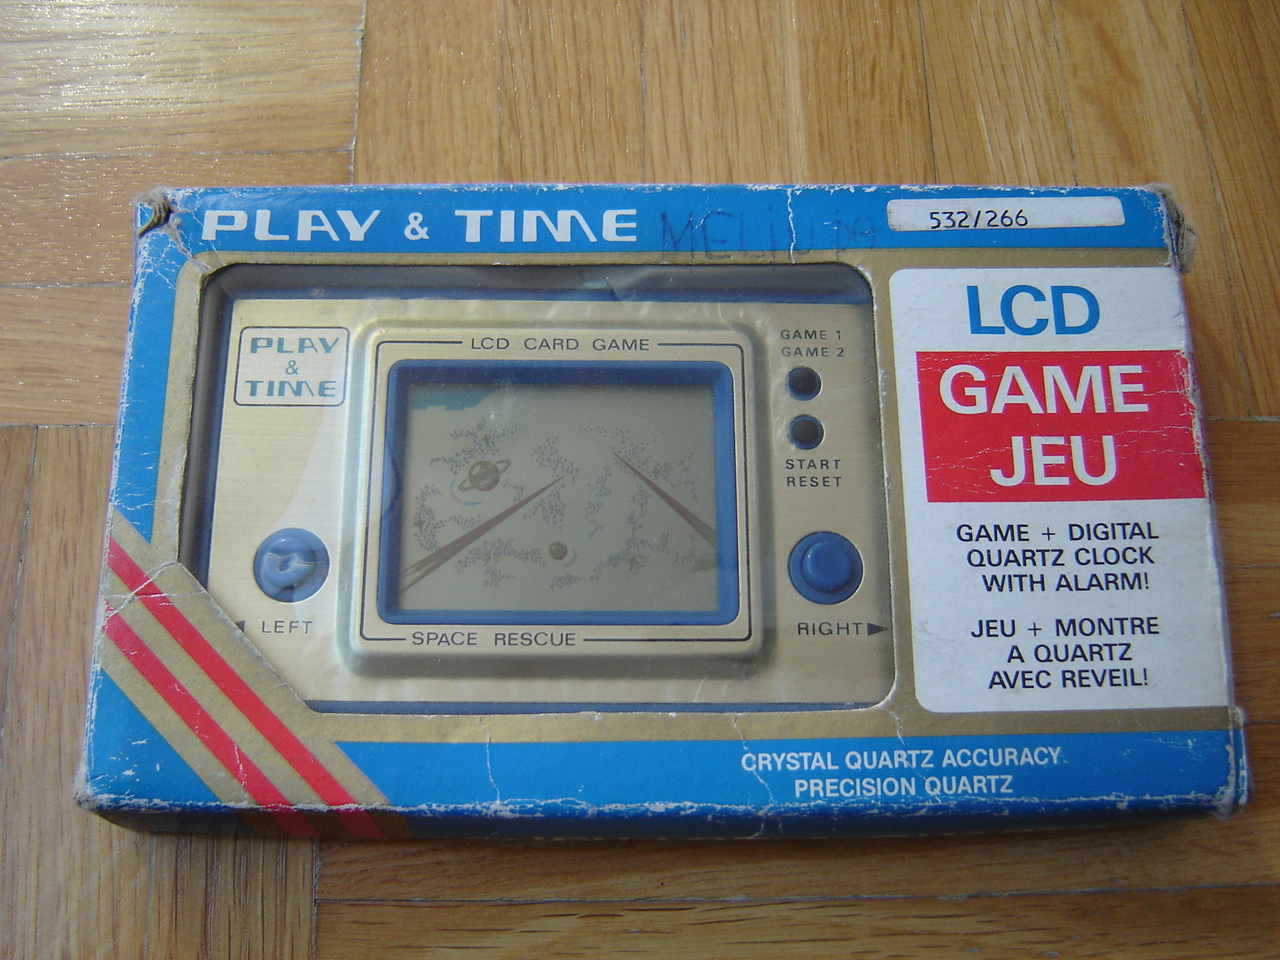 PLAY & TIME
532/266
PLAY
&
TIME
LCD CARD GAME
GAME 1
GAME 2
START
RESET
◀ LEFT
RIGHT ▶
SPACE RESCUE
LCD
GAME
JEU
GAME + DIGITAL
QUARTZ CLOCK
WITH ALARM!
JEU + MONTRE
A QUARTZ
AVEC REVEIL!
CRYSTAL QUARTZ ACCURACY
PRECISION QUARTZ